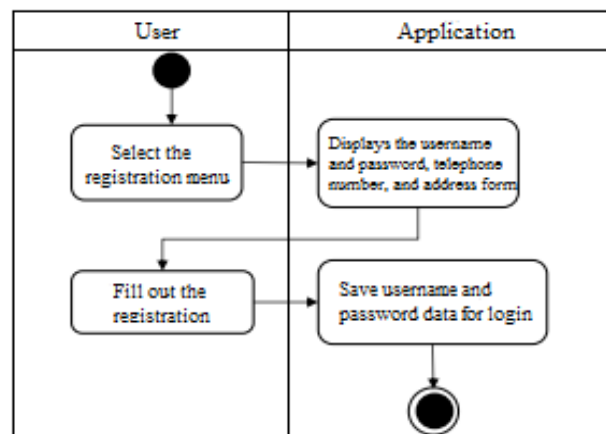 User
Application
Select the
registration menu
Displays the username
and password, telephone
number, and address form
Fill out the
registration
Save username and
password data for login